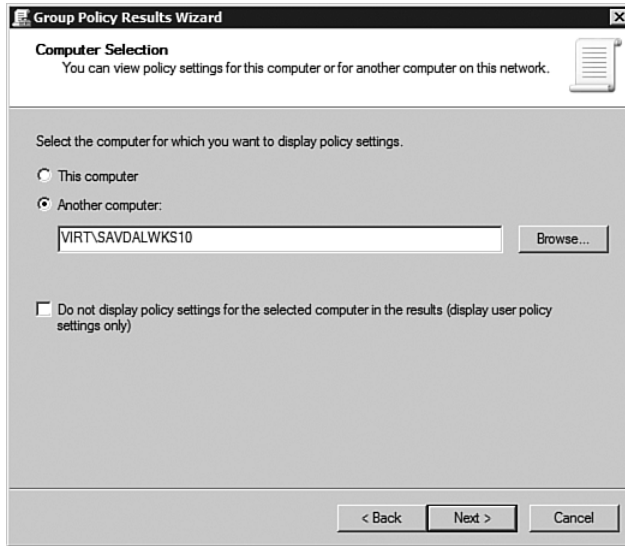 Group Policy Results Wizard
Computer Selection
You can view policy settings for this computer or for another computer on this network.
Select the computer for which you want to display policy settings.
This computer
Another computer:
VIRT\SAVDALWKS10
Browse...
Do not display policy settings for the selected computer in the results (display user policy
settings only)
< Back
Next >
Cancel